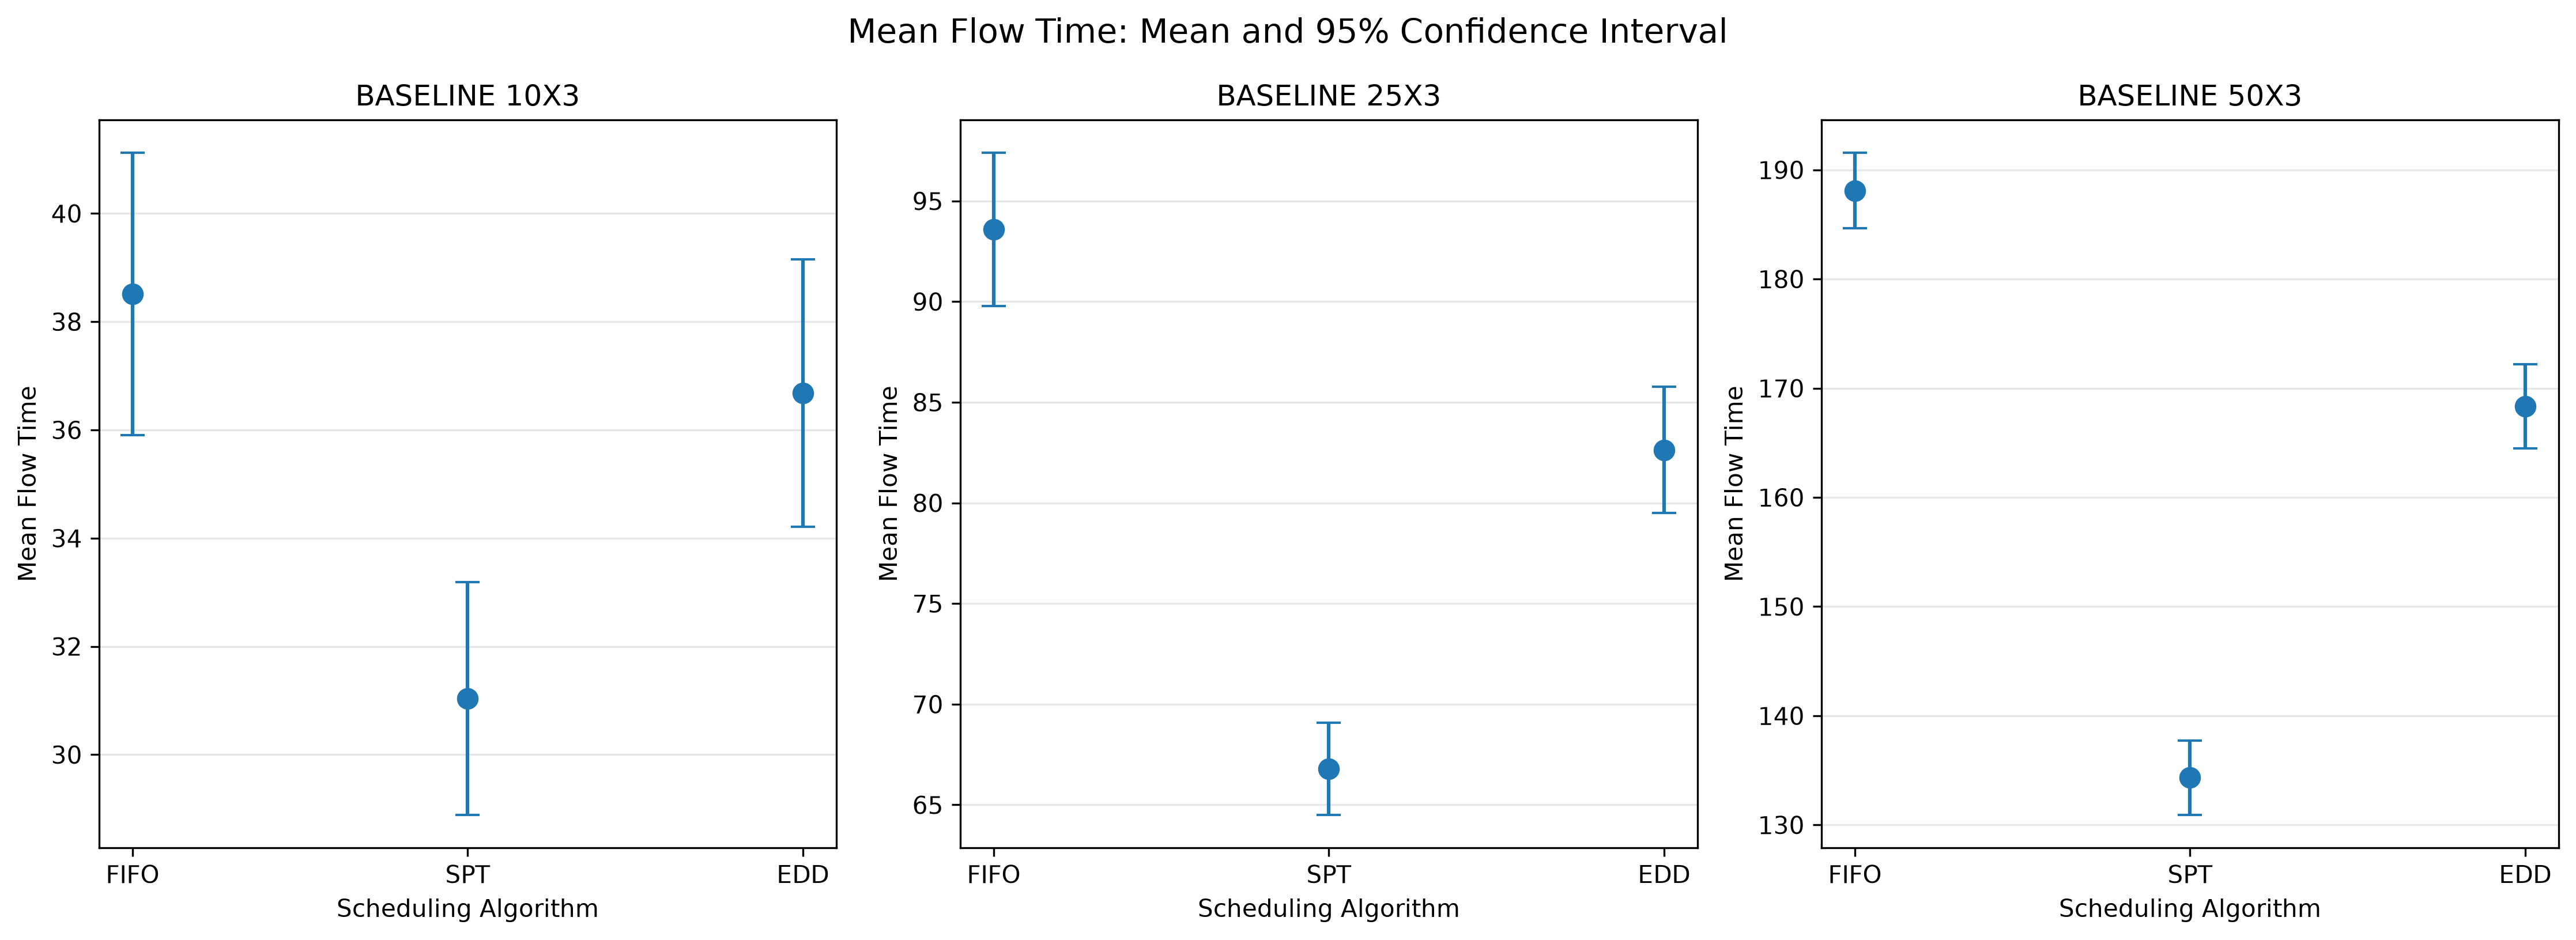 Mean Flow Time: Mean and 95% Confidence Interval
BASELINE 10X3
Mean Flow Time
40
38
36
34
32
30
FIFO
SPT
EDD
Scheduling Algorithm
BASELINE 25X3
Mean Flow Time
95
90
85
80
75
70
65
FIFO
SPT
EDD
Scheduling Algorithm
BASELINE 50X3
Mean Flow Time
190
180
170
160
150
140
130
FIFO
SPT
EDD
Scheduling Algorithm